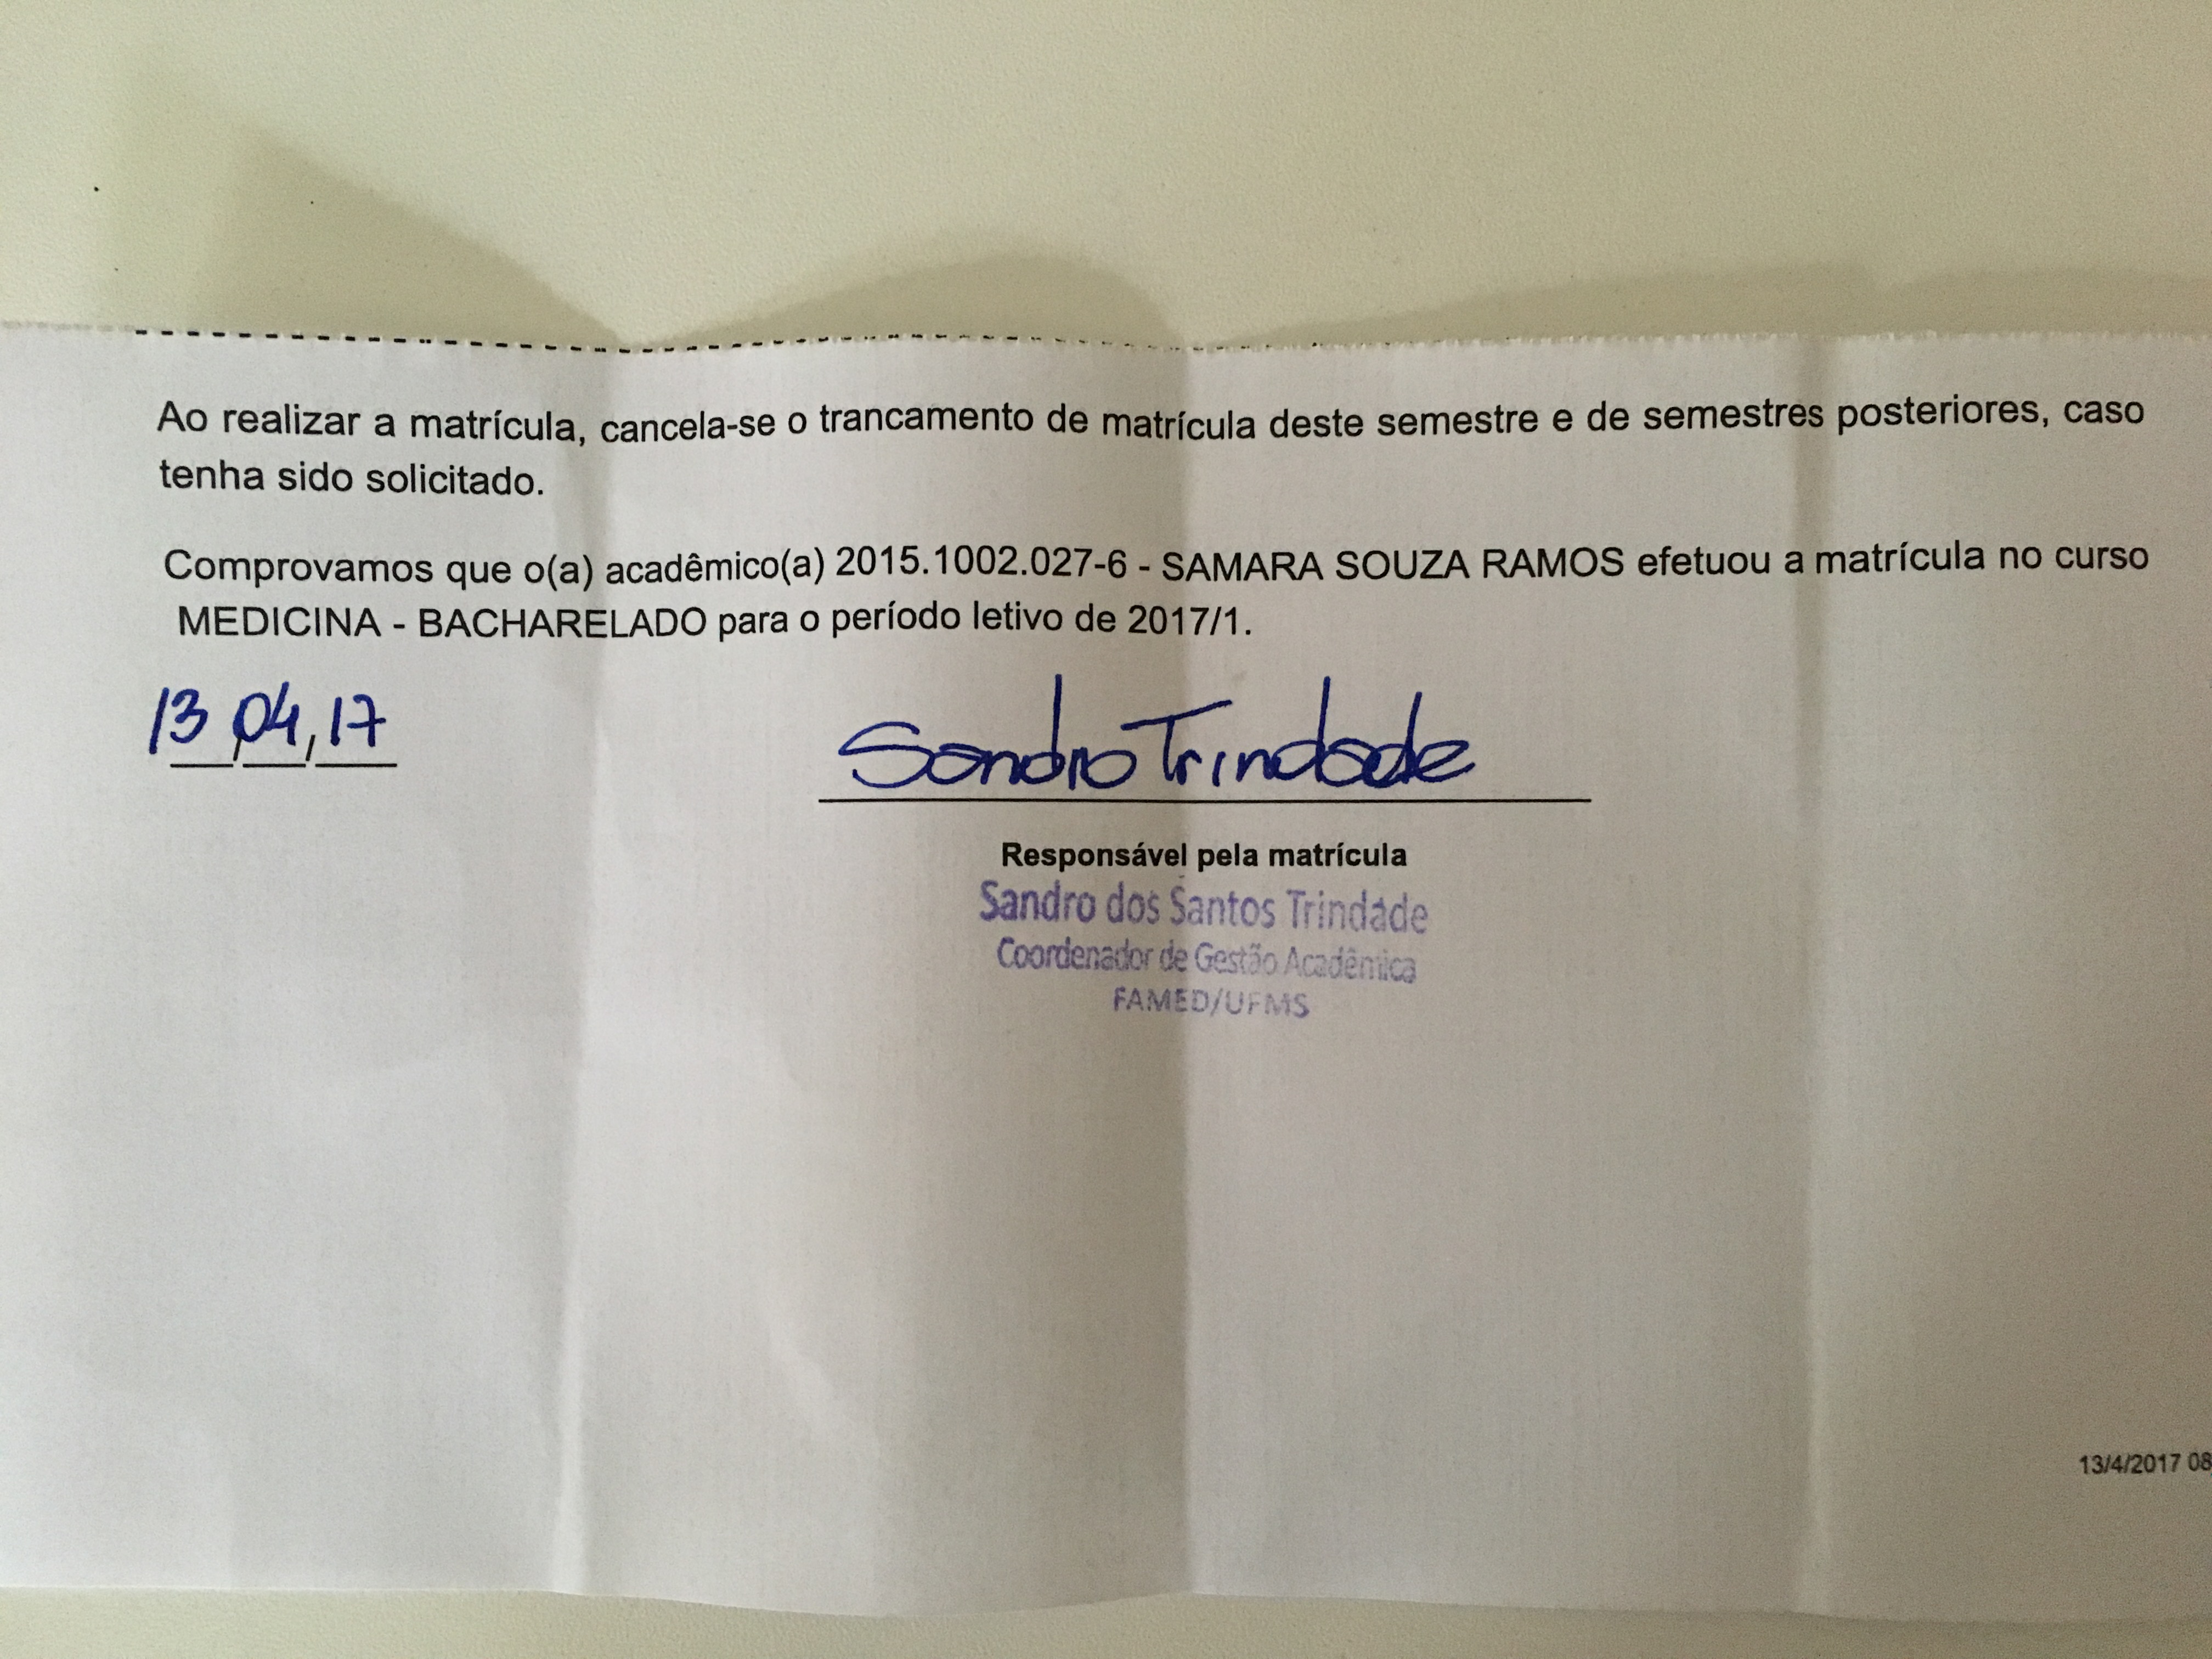 Ao realizar a matrícula, cancela-se o trancamento de matrícula deste semestre e de semestres posteriores, caso
tenha sido solicitado.
Comprovamos que o(a) acadêmico(a) 2015.1002.027-6 - SAMARA SOUZA RAMOS efetuou a matrícula no curso
MEDICINA - BACHARELADO para o período letivo de 2017/1.
13/04/17
Sandro Trindade
Responsável pela matrícula
Sandro dos Santos Trindade
Coordenador de Gestão Acadêmica
FAMED/UFMS
13/4/2017 08